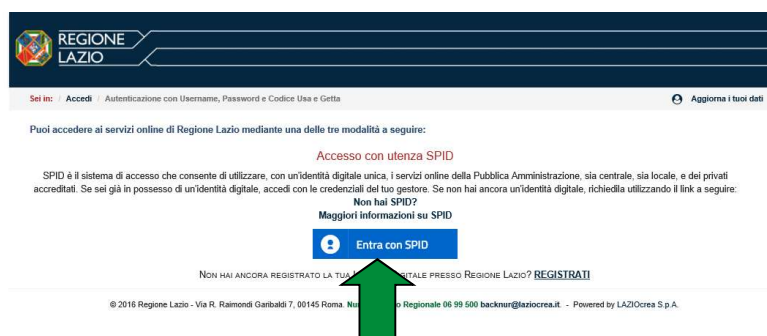 REGIONE
LAZIO
Sei in: / Accedi / Autenticazione con Username, Password e Codice Usa e Getta
Aggiorna i tuoi dati
Puoi accedere ai servizi online di Regione Lazio mediante una delle tre modalità a seguire:
Accesso con utenza SPID
SPID è il sistema di accesso che consente di utilizzare, con un'identità digitale unica, i servizi online della Pubblica Amministrazione, sia centrale, sia locale, e dei privati
accreditati. Se sei già in possesso di un'identità digitale, accedi con le credenziali del tuo gestore. Se non hai ancora un'identità digitale, richiedila utilizzando il link a seguire:
Non hai SPID?
Maggiori informazioni su SPID
Entra con SPID
NON HAI ANCORA REGISTRATO LA TUA PRESSO REGIONE LAZIO? REGISTRATI
© 2016 Regione Lazio - Via R. Raimondi Garibaldi 7, 00145 Roma. Regionale 06 99 500 backnur@laziocrea.it. - Powered by LAZIOcrea S.p.A.